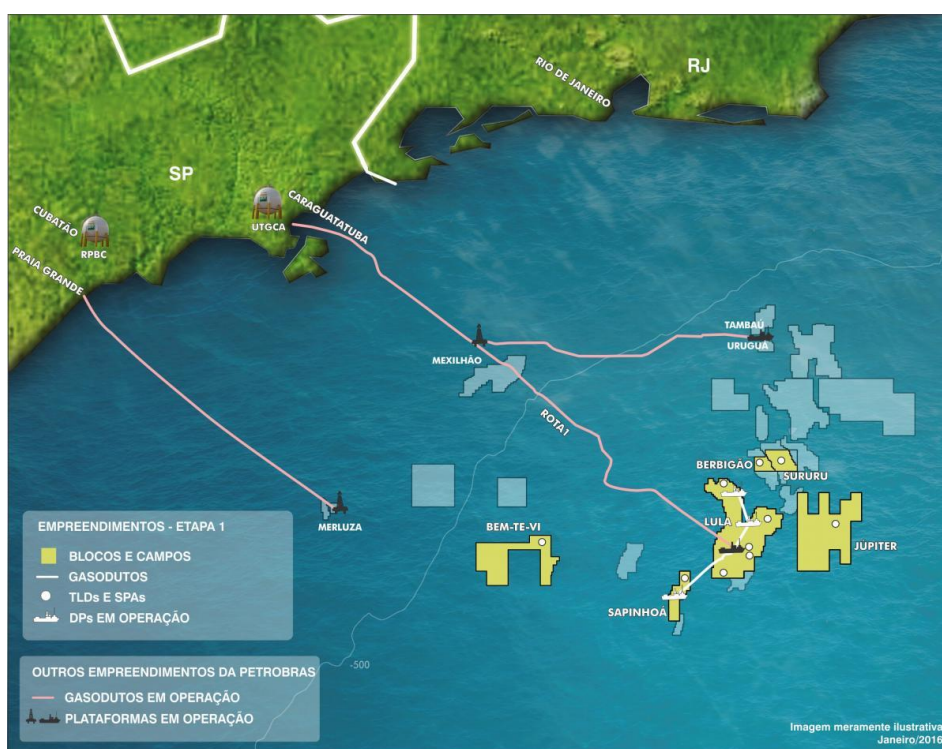 RJ
RIO DE JANEIRO
SP
CARAGUATATUBA
UTGCA
CUBATÃO
RPBC
PRAIA GRANDE
TAMBAÚ
URUGUÁ
MEXILHÃO
ROTA1
BERBIGÃO
SURURU
MERLUZA
BEM-TE-VI
LULA
JÚPITER
SAPINHOÁ
-500
EMPREENDIMENTOS - ETAPA 1
BLOCOS E CAMPOS
GASODUTOS
TLDs E SPAs
DPs EM OPERAÇÃO
OUTROS EMPREENDIMENTOS DA PETROBRAS
GASODUTOS EM OPERAÇÃO
PLATAFORMAS EM OPERAÇÃO
Imagem meramente ilustrativa
Janeiro/2016